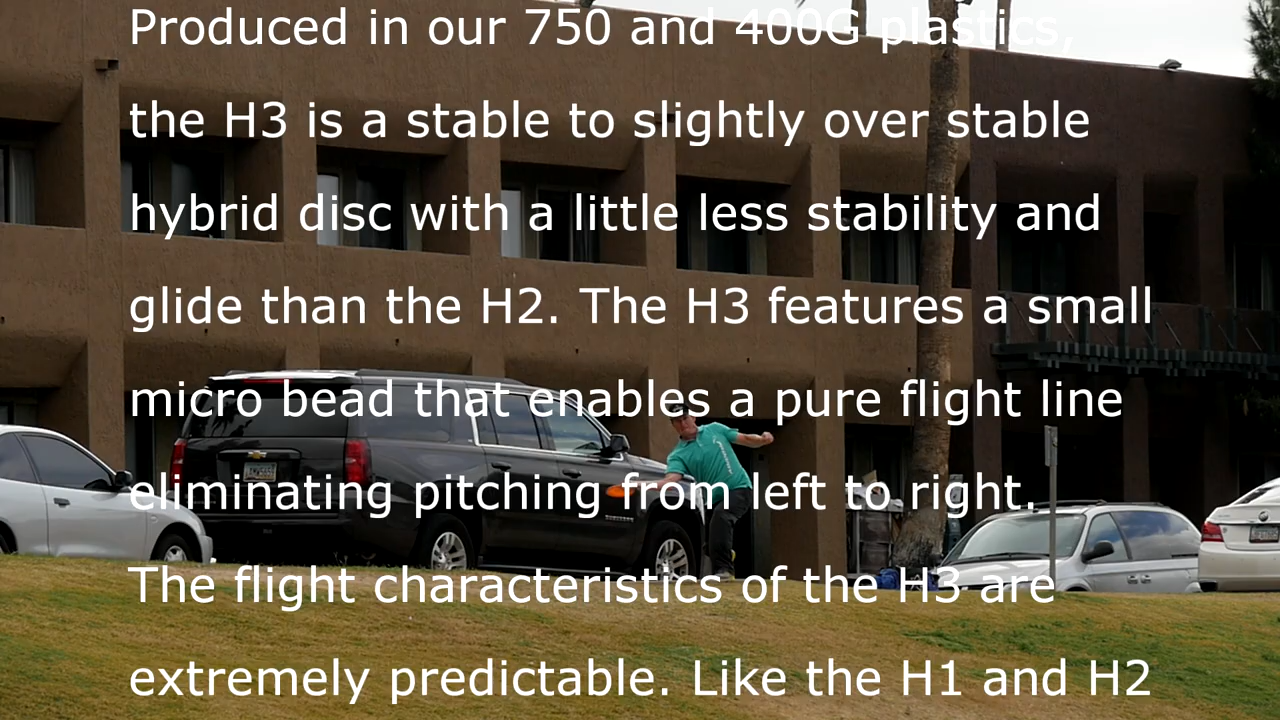 Produced in our 750 and 400G plastics,
the H3 is a stable to slightly over stable
hybrid disc with a little less stability and
glide than the H2. The H3 features a small
micro bead that enables a pure flight line
eliminating pitching from left to right.
The flight characteristics of the H3 are
extremely predictable. Like the H1 and H2